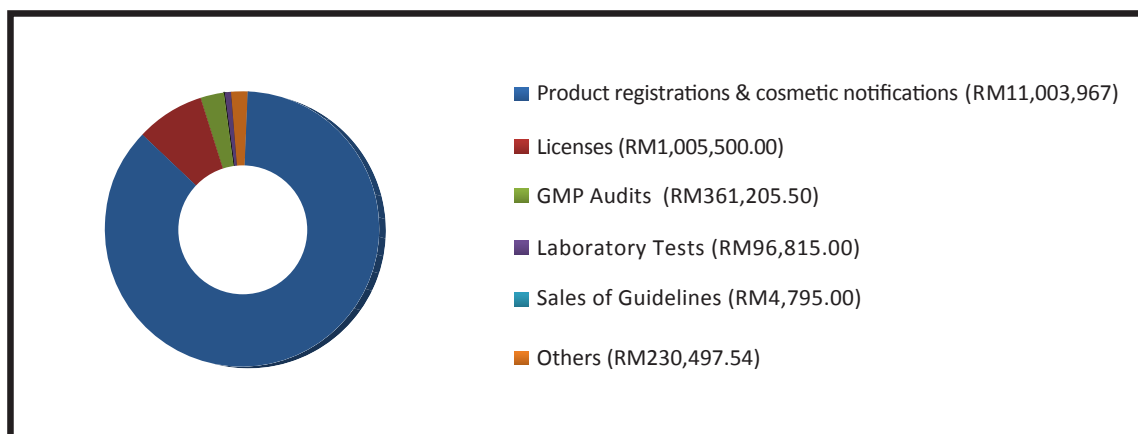 Product registrations & cosmetic notifications (RM11,003,967)
Licenses (RM1,005,500.00)
GMP Audits (RM361,205.50)
Laboratory Tests (RM96,815.00)
Sales of Guidelines (RM4,795.00)
Others (RM230,497.54)